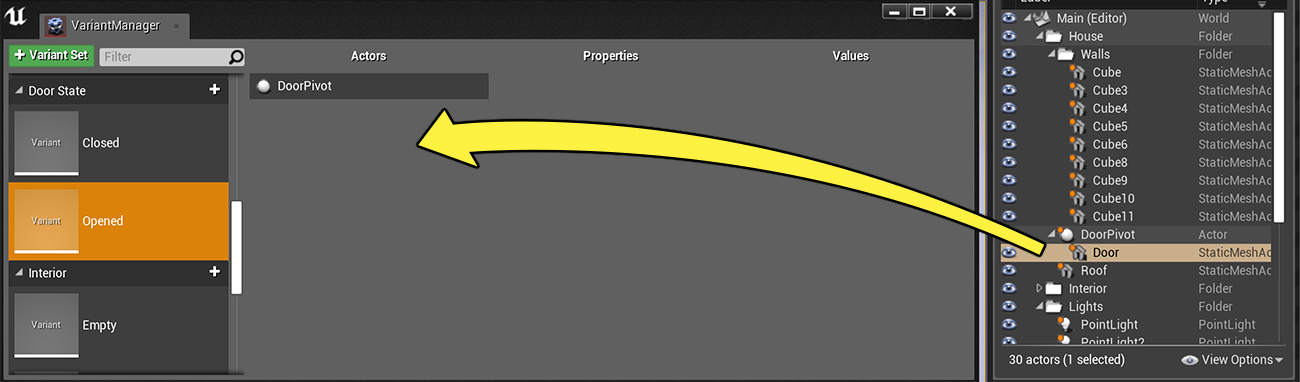 VariantManager
+ Variant Set
Filter
Actors
Properties
Values
Door State
Variant
Closed
Variant
Opened
Interior
Variant
Empty
DoorPivot
Type
Main (Editor) World
House Folder
Walls Folder
Cube StaticMeshAc
Cube3 StaticMeshAc
Cube4 StaticMeshAc
Cube5 StaticMeshAc
Cube6 StaticMeshAc
Cube8 StaticMeshAc
Cube9 StaticMeshAc
Cube10 StaticMeshAc
Cube11 StaticMeshAc
DoorPivot Actor
Door StaticMeshAc
Roof StaticMeshAc
Interior Folder
Lights Folder
PointLight PointLight
PointLight2 PointLight
30 actors (1 selected)
View Options